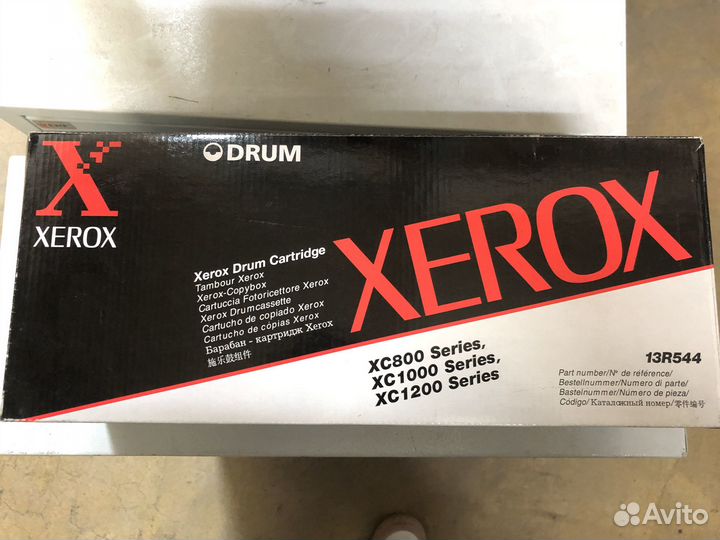 DRUM
XEROX
Xerox Drum Cartridge
Tambour Xerox
Xerox-Copybox
Cartuccia Fotoricettore Xerox
Xerox Drumcassette
Cartucho de copiado Xerox
Cartucho de cópias Xerox
Барабан - картридж Xerox
施乐鼓组件
XEROX
XC800 Series,
XC1000 Series,
XC1200 Series
13R544
Part number/N° de référence/
Bestellnummer/Numero di parte/
Bastelnummer/Número de pieza/
Código/Каталожный номер/零件编号
Avito